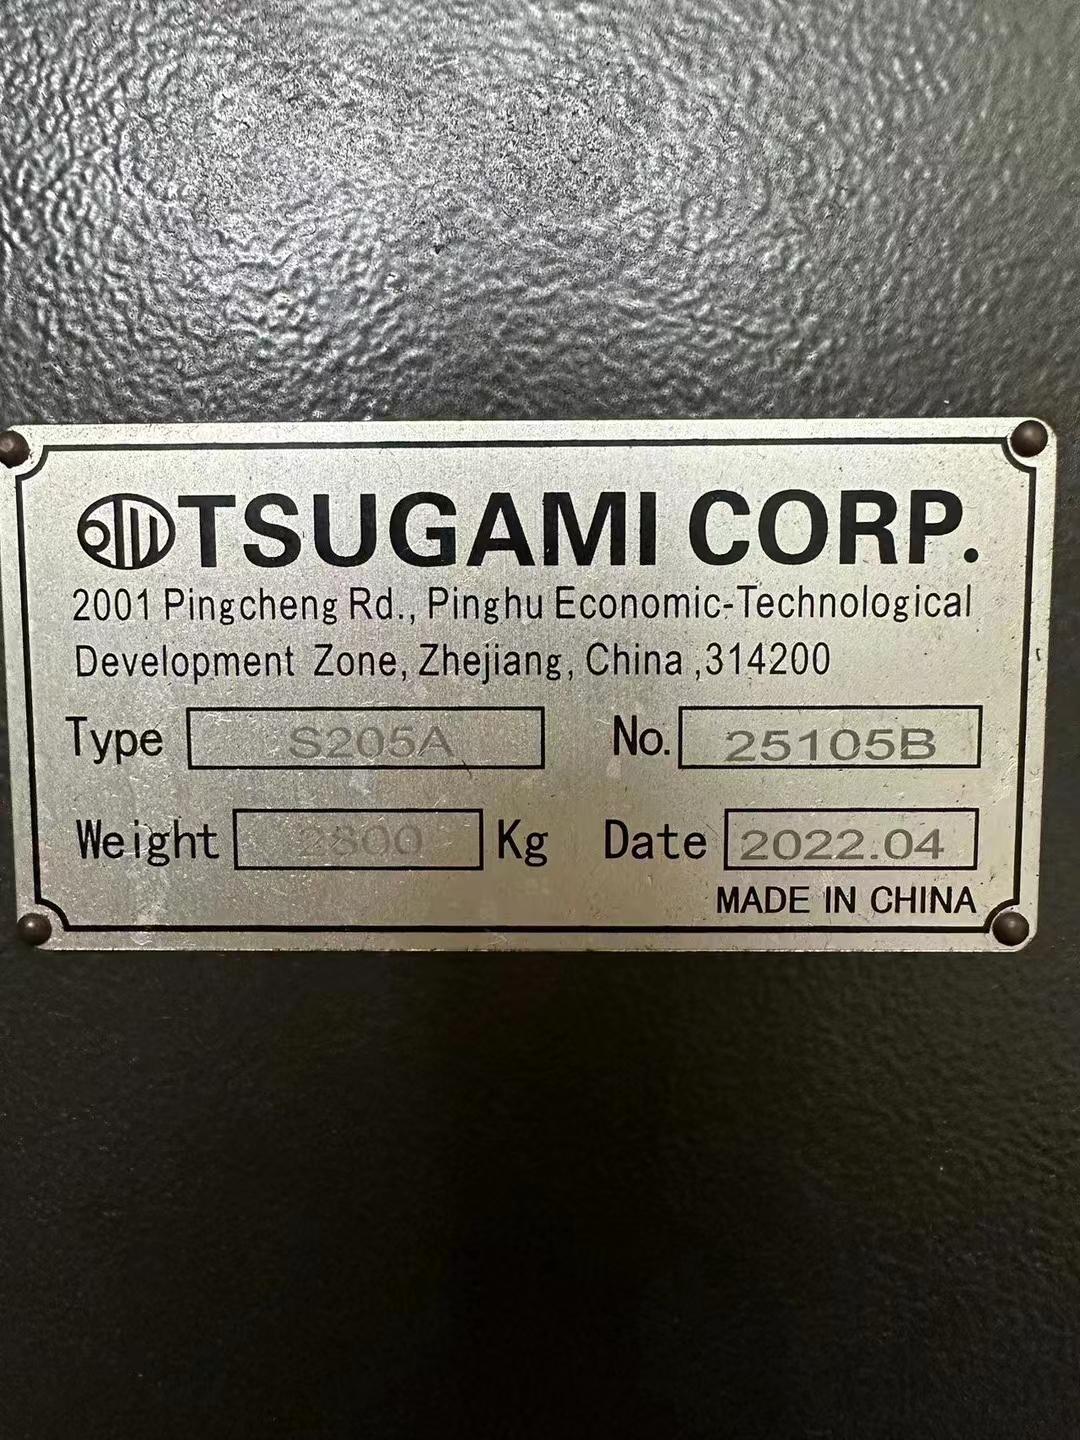 TSUGAMI CORP.
2001 Pingcheng Rd., Pinghu Economic-Technological
Development Zone, Zhejiang, China ,314200
Type S205A No. 25105B
Weight 2800 Kg Date 2022.04
MADE IN CHINA